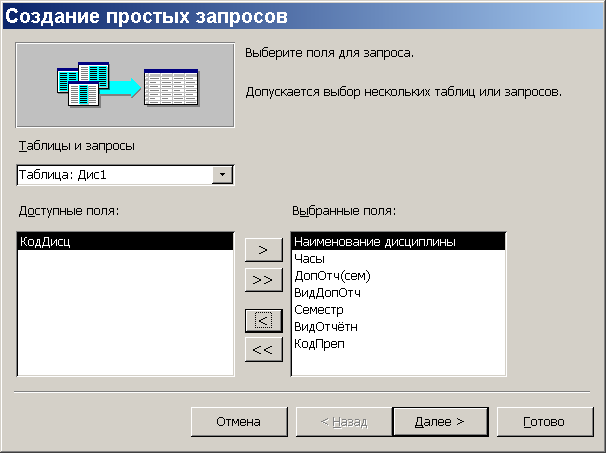 Создание простых запросов
Выберите поля для запроса.
Допускается выбор нескольких таблиц или запросов.
Таблицы и запросы
Таблица: Дис1
Доступные поля:
Выбранные поля:
КодДисц
>
>>
<
<<
Наименование дисциплины
Часы
ДопОтч(сем)
ВидДопОтч
Семестр
ВидОтчётн
КодПреп
Отмена
< Назад
Далее >
Готово